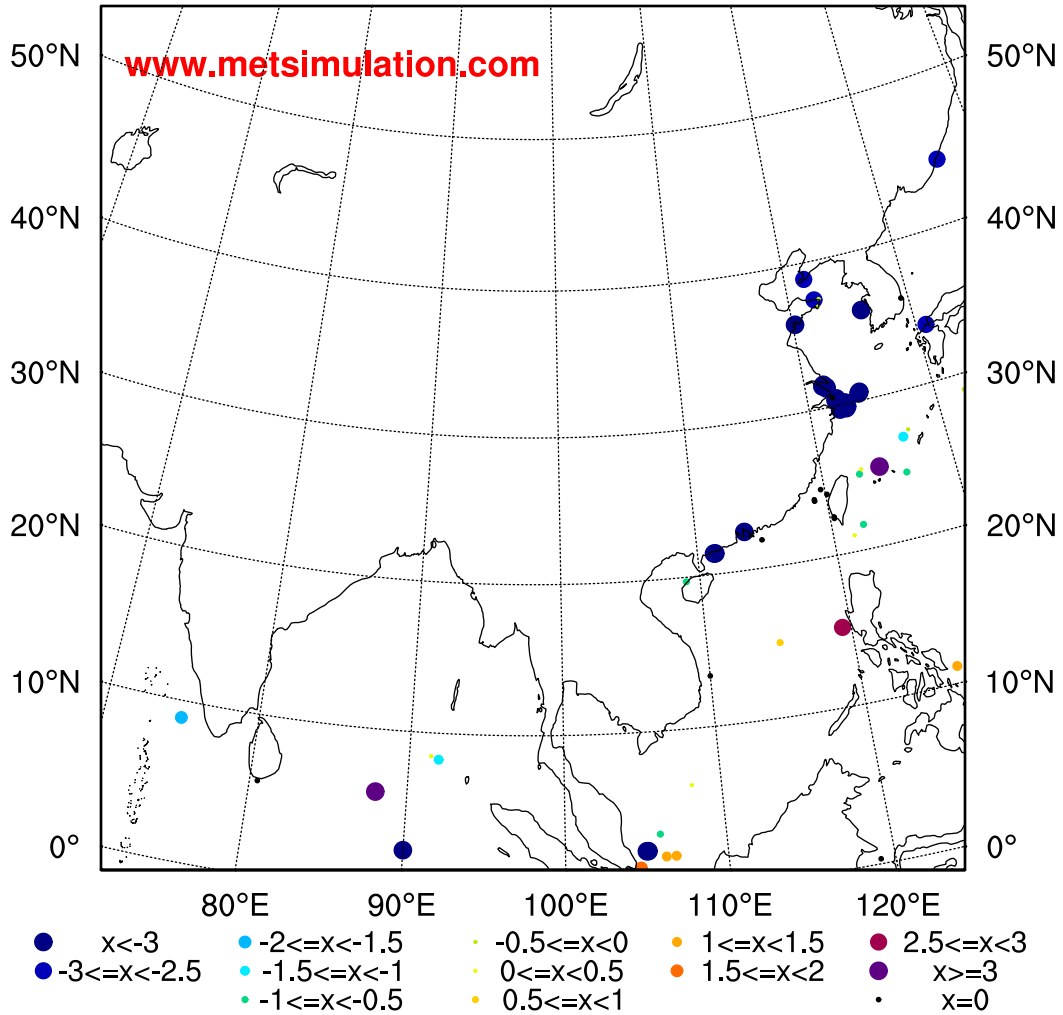 50°N 50°N
www.metsimulation.com
40°N 40°N
30°N 30°N
20°N 20°N
10°N 10°N
0° 0°
80°E 90°E 100°E 110°E 120°E
x<-3 -2<=x<-1.5 -0.5<=x<0 1<=x<1.5 2.5<=x<3
-3<=x<-2.5 -1.5<=x<-1 0<=x<0.5 1.5<=x<2 x>=3
-1<=x<-0.5 0.5<=x<1 x=0